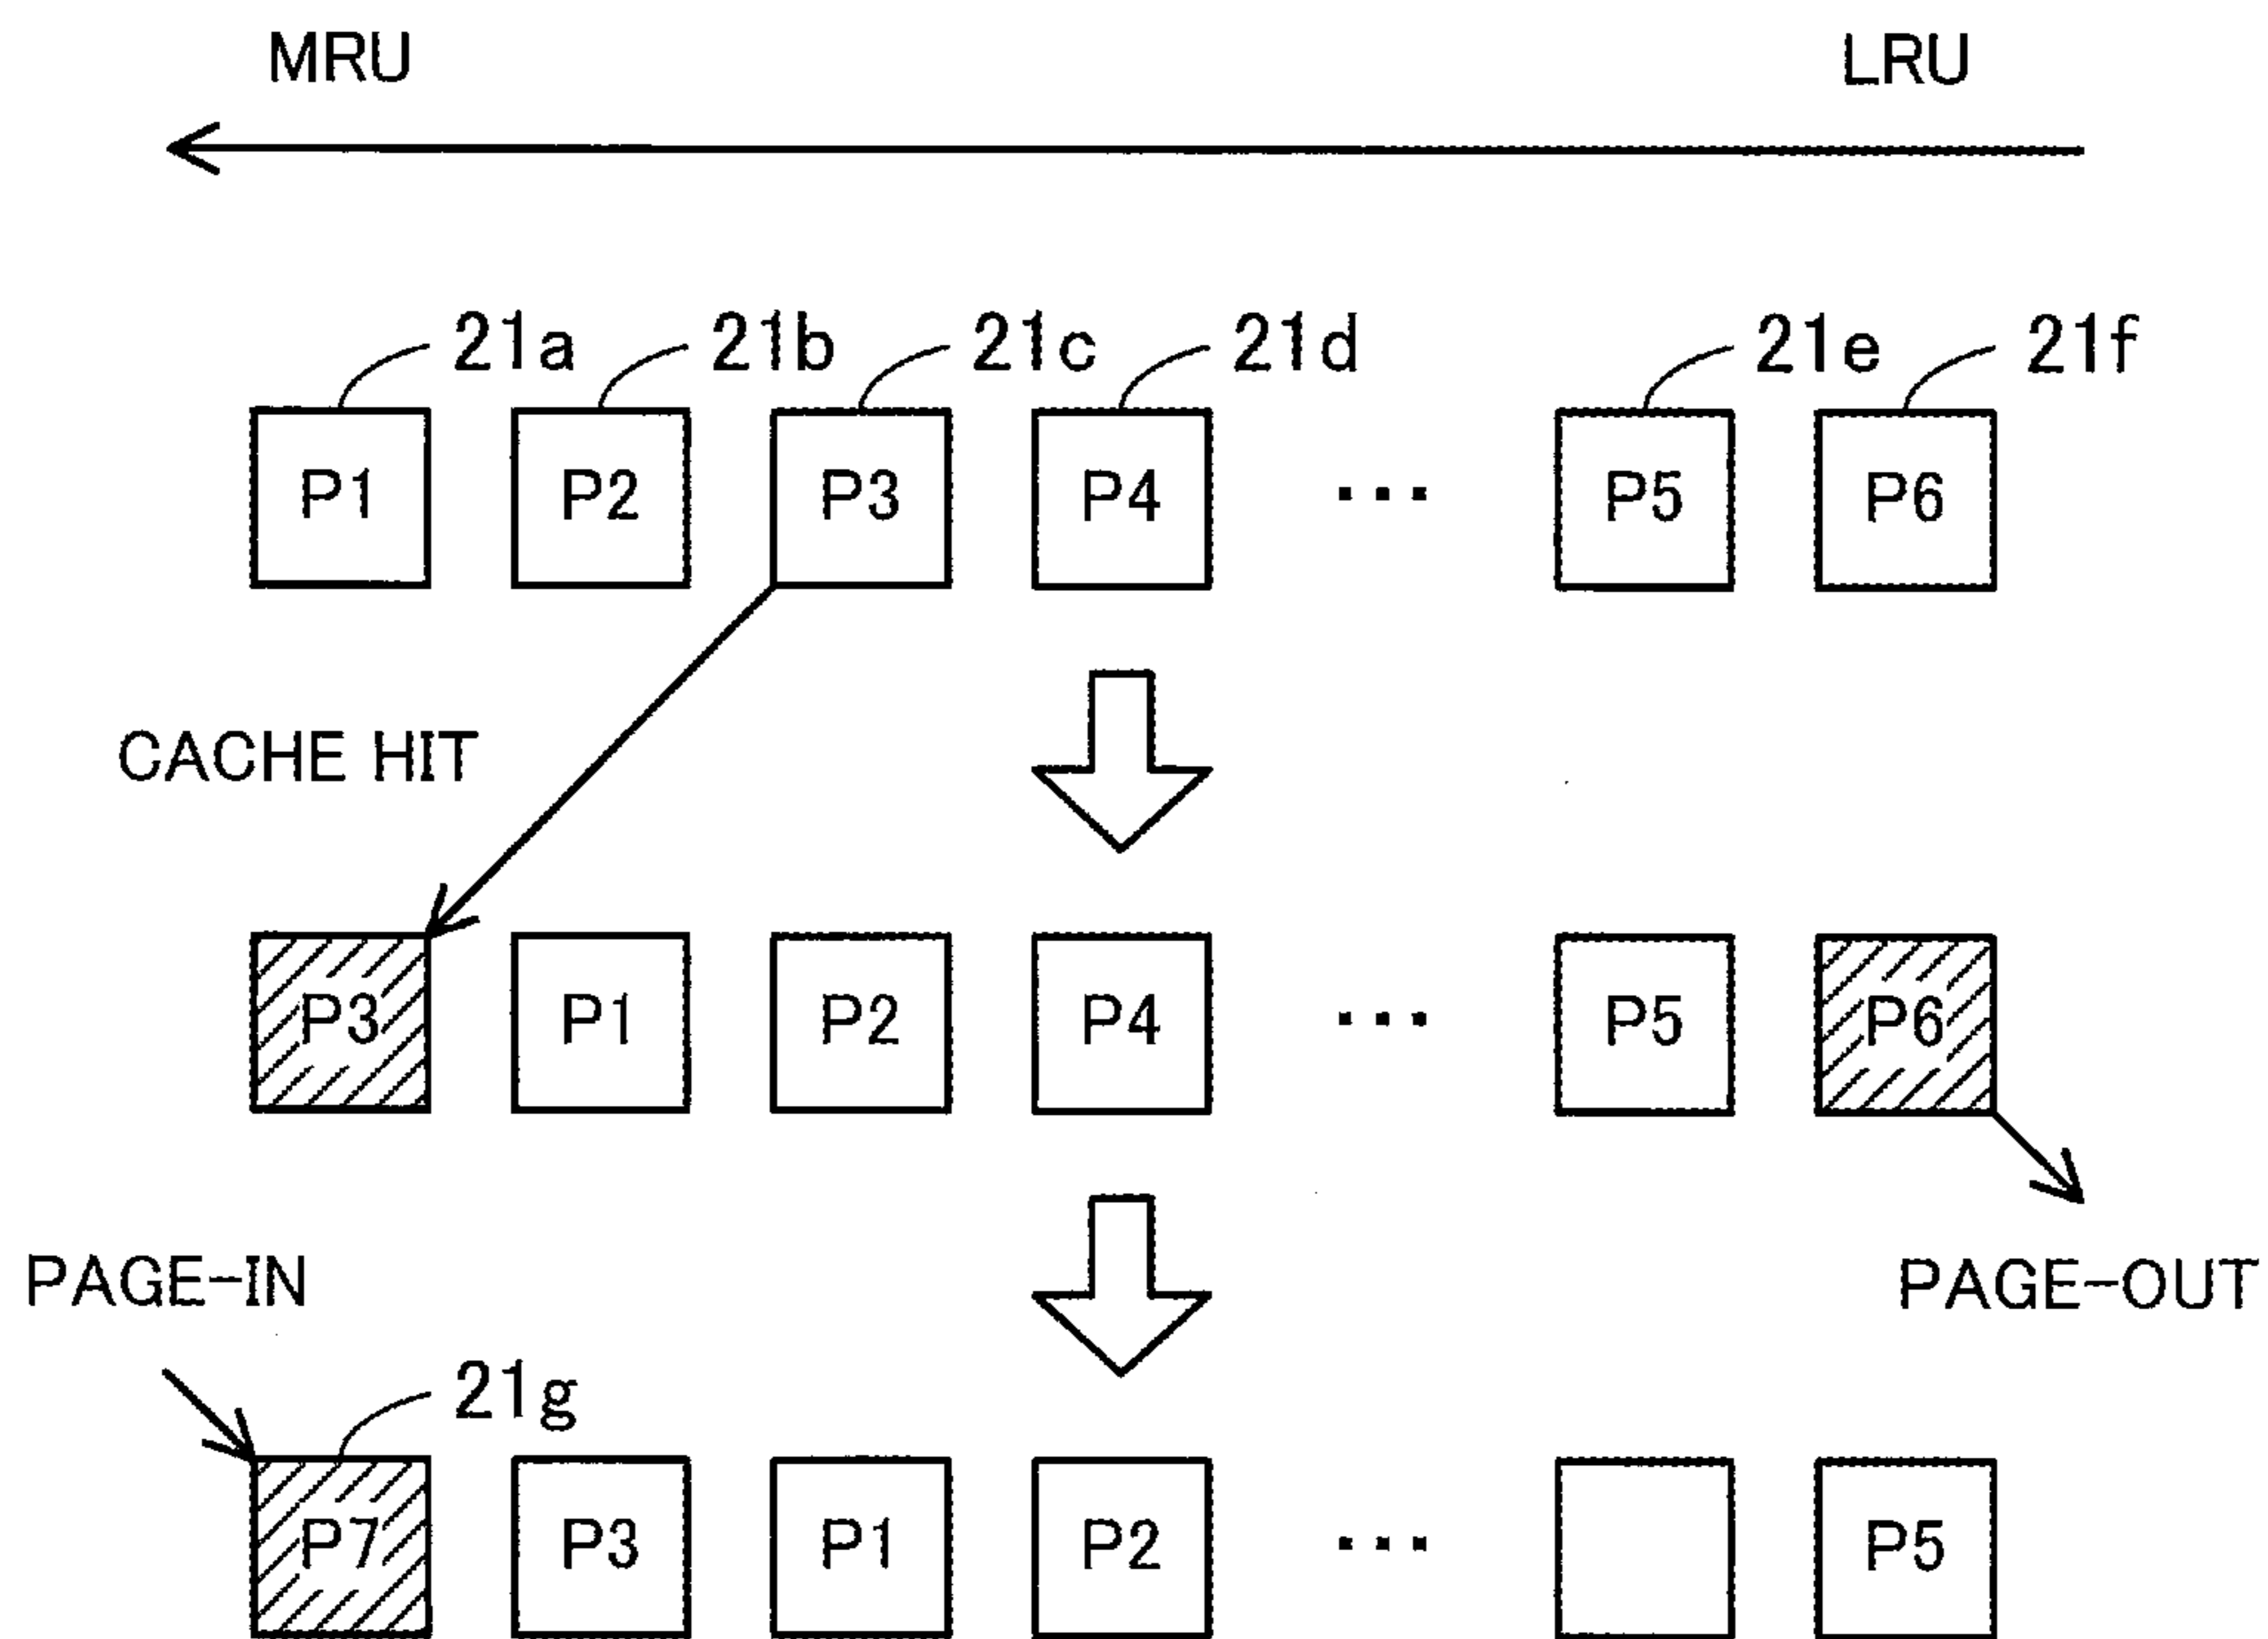 MRU LRU
21a 21b 21c 21d 21e 21f
P1 P2 P3 P4 ... P5 P6
CACHE HIT
P3 P1 P2 P4 ... P5 P6
PAGE-IN PAGE-OUT
21g
P7 P3 P1 P2 ... P5